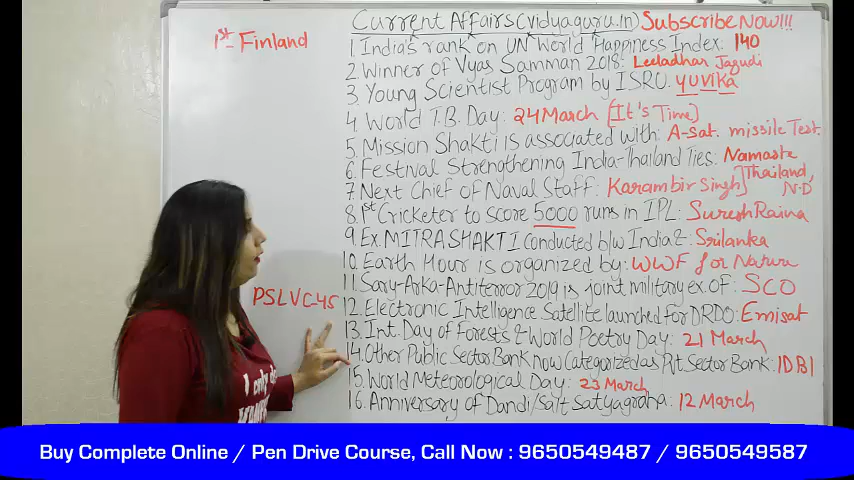 Current Affairs (vidyaguru.in) Subscribe Now!!!
1st Finland
1. India's rank on UN World Happiness Index: 140
2. Winner of Vyas Samman 2018: Leeladhar Jagudi
3. Young Scientist Program by ISRO. YUVIKA
4. World T.B. Day: 24 March [It's Time]
5. Mission Shakti is associated with: A-Sat. missile Test.
6. Festival Strengthening India-Thailand Ties: Namaste Thailand, N.D
7. Next Chief of Naval Staff: Karambir Singh
8. 1st Cricketer to score 5000 runs in IPL: Suresh Raina
9. Ex. MITRA SHAKTI conducted b/w India &: Srilanka
10. Earth Hour is organized by: WWF for Nature
PSLV C-45
11. Sary-Arka-Antiterror 2019 is joint military ex. of: SCO
12. Electronic Intelligence Satellite launched for DRDO: Emisat
13. Int. Day of Forests & World Poetry Day: 21 March
14. Other Public Sector Bank now Categorized as Pvt. Sector Bank: IDBI
15. World Meteorological Day: 23 March
16. Anniversary of Dandi/Salt Satyagraha: 12 March
I only
Buy Complete Online / Pen Drive Course, Call Now : 9650549487 / 9650549587